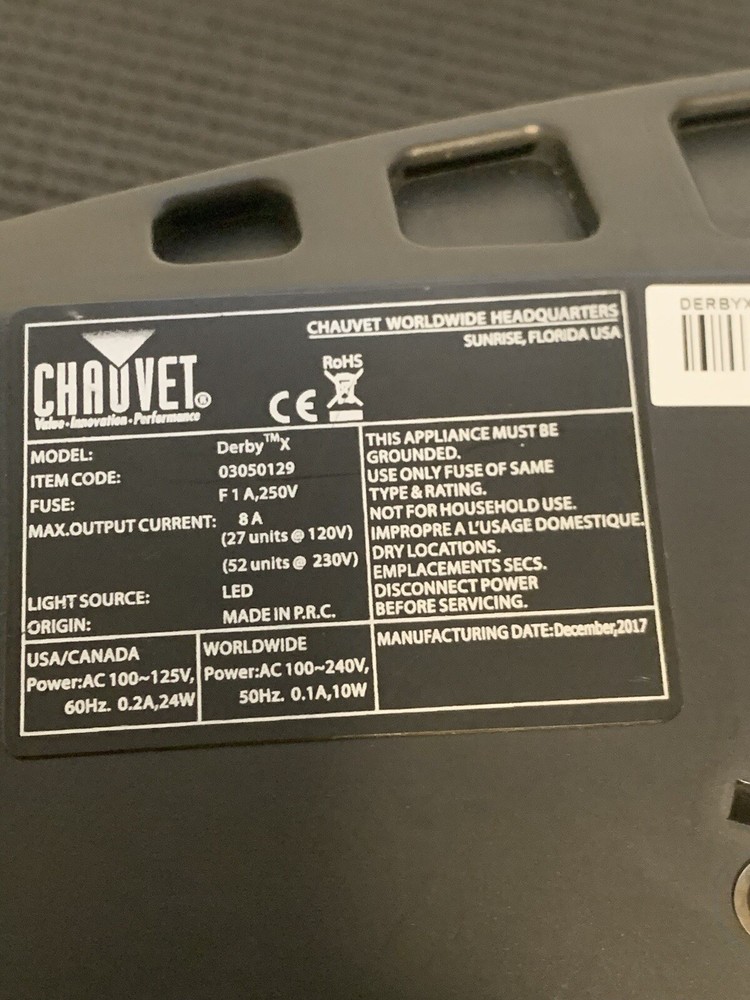 CHAUVET®
Value•Innovation•Performance
CHAUVET WORLDWIDE HEADQUARTERS
SUNRISE, FLORIDA USA
RoHS
CE
MODEL: Derby™X
ITEM CODE: 03050129
FUSE: F 1 A,250V
MAX.OUTPUT CURRENT: 8 A
(27 units @ 120V)
(52 units @ 230V)
LIGHT SOURCE: LED
ORIGIN: MADE IN P.R.C.
THIS APPLIANCE MUST BE
GROUNDED.
USE ONLY FUSE OF SAME
TYPE & RATING.
NOT FOR HOUSEHOLD USE.
IMPROPRE A L'USAGE DOMESTIQUE.
DRY LOCATIONS.
EMPLACEMENTS SECS.
DISCONNECT POWER
BEFORE SERVICING.
USA/CANADA
Power:AC 100~125V,
60Hz. 0.2A,24W
WORLDWIDE
Power:AC 100~240V,
50Hz. 0.1A,10W
MANUFACTURING DATE:December,2017
DERBYX